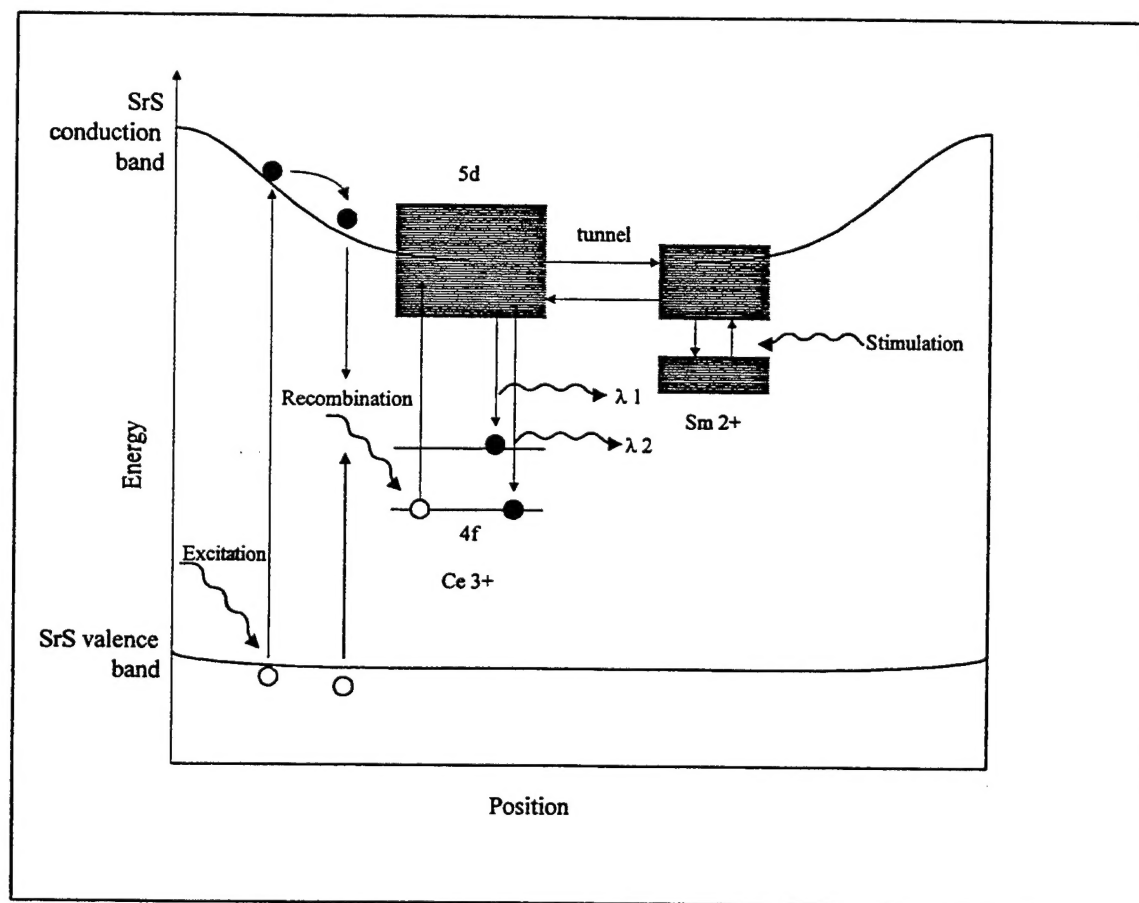 SrS
conduction
band
5d
tunnel
Stimulation
Recombination
λ 1
Sm 2+
λ 2
Energy
4f
Excitation
Ce 3+
SrS valence
band
Position